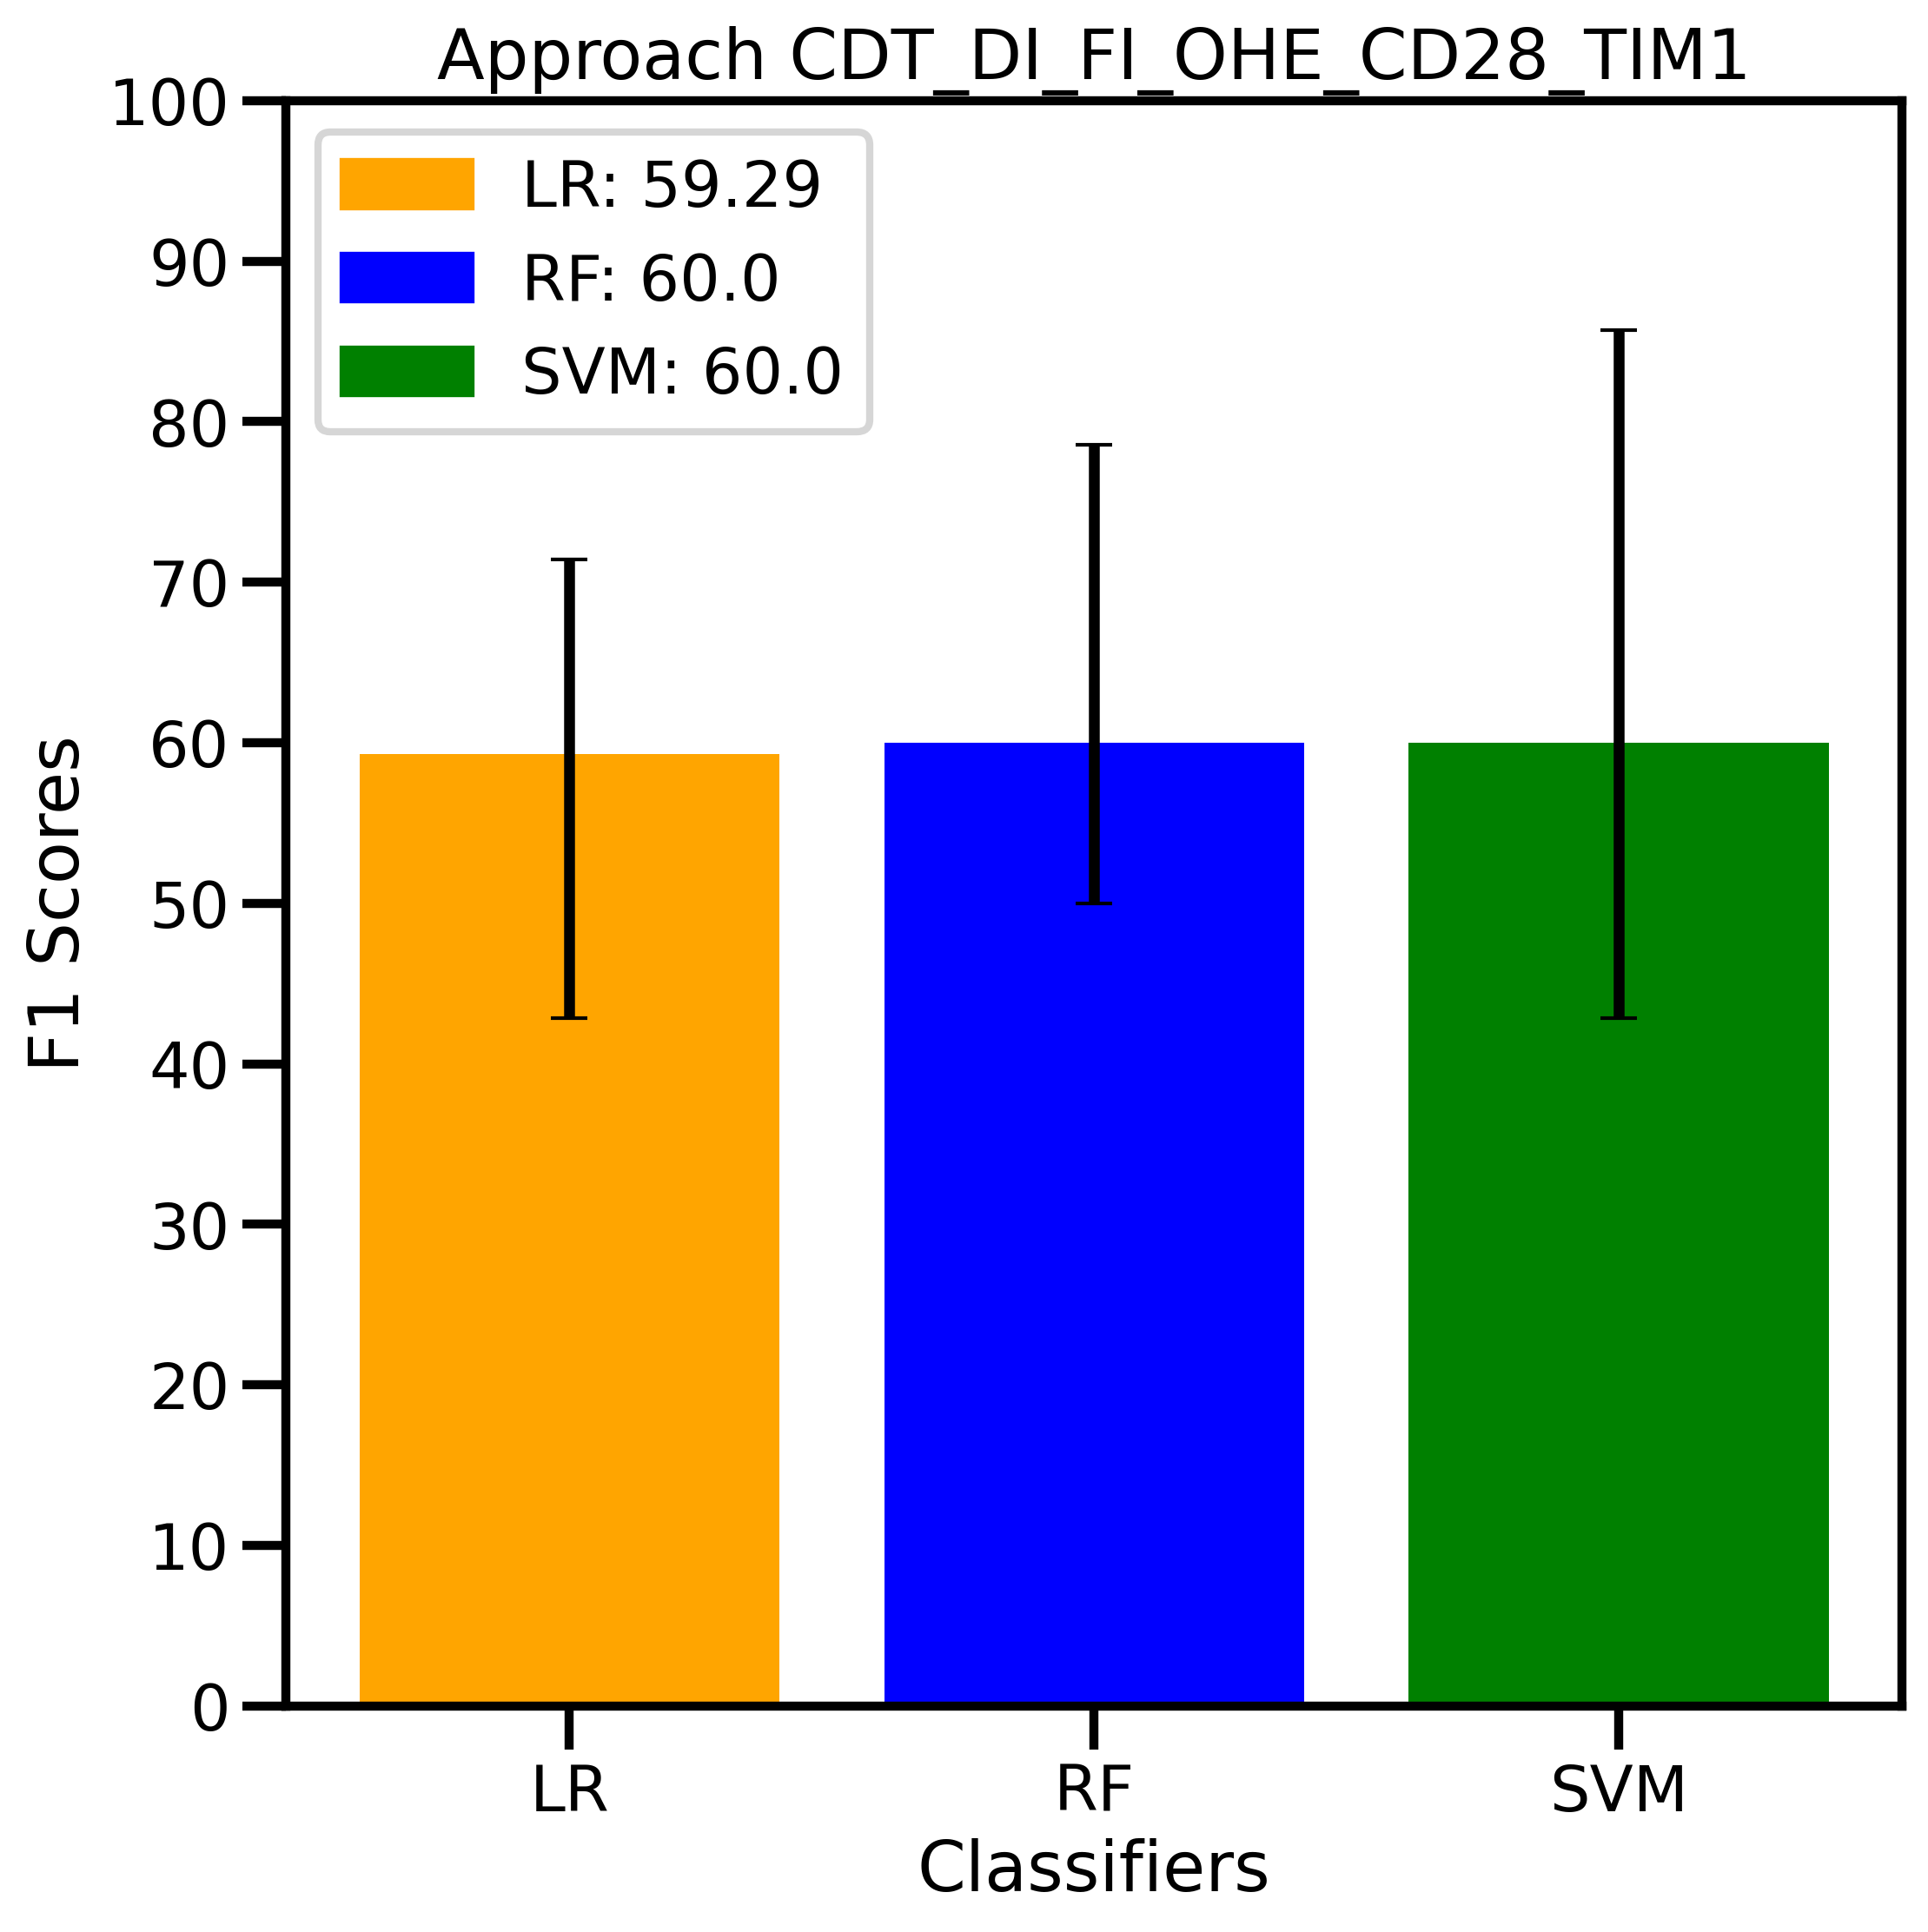 Approach CDT_DI_FI_OHE_CD28_TIM1
100
90
80
70
60
50
40
30
20
10
0
F1 Scores
LR: 59.29
RF: 60.0
SVM: 60.0
LR
RF
SVM
Classifiers